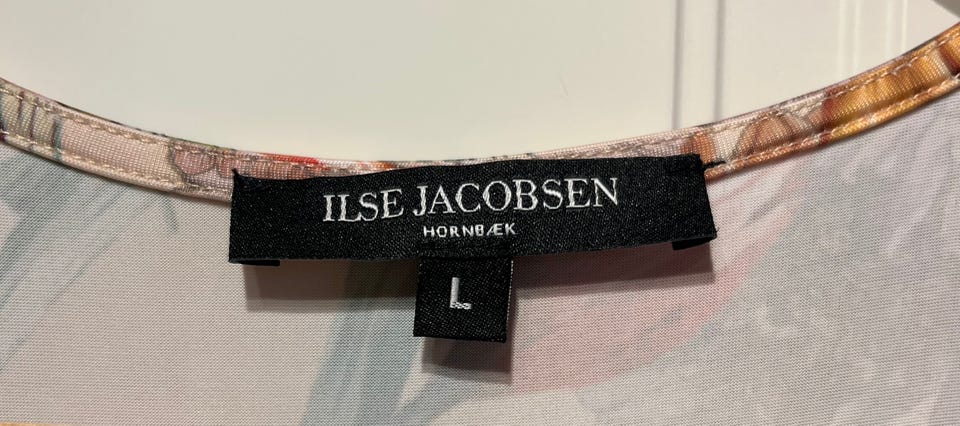 ILSE JACOBSEN
HORNBÆK
L